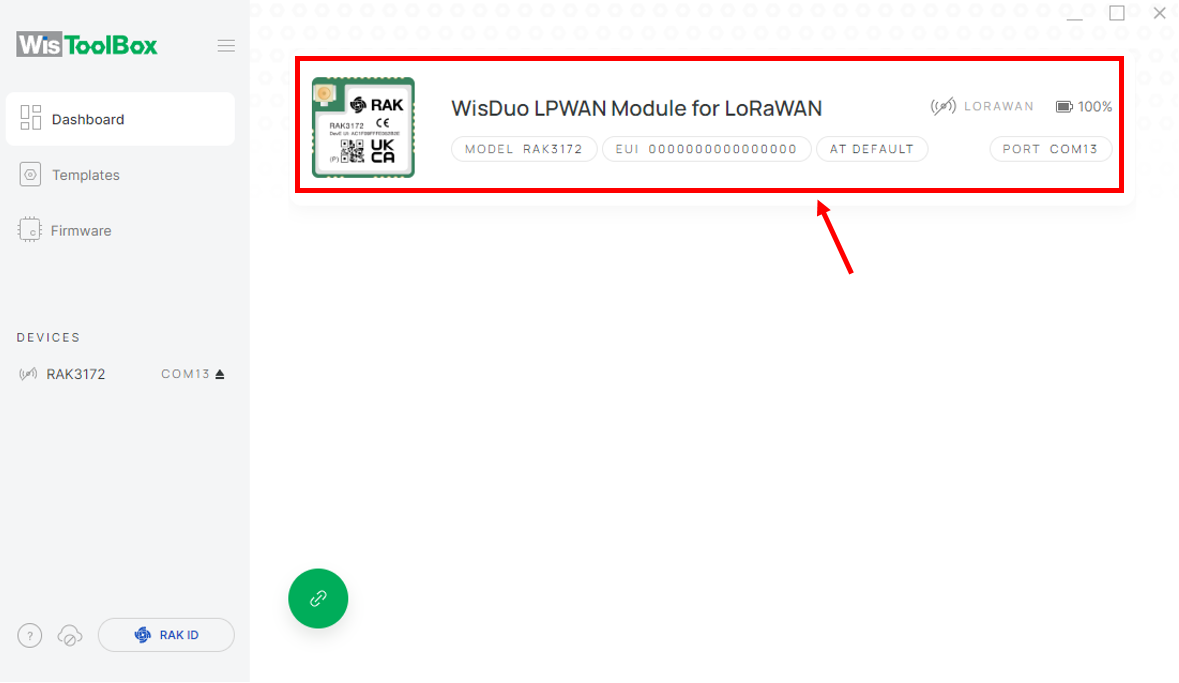 WisToolBox
Dashboard
Templates
Firmware
DEVICES
RAK3172 COM13
?
RAK ID
RAK
RAK3172
(P)
UK
CA
WisDuo LPWAN Module for LoRaWAN
LORAWAN 100%
MODEL RAK3172 EUI 0000000000000000 AT DEFAULT PORT COM13